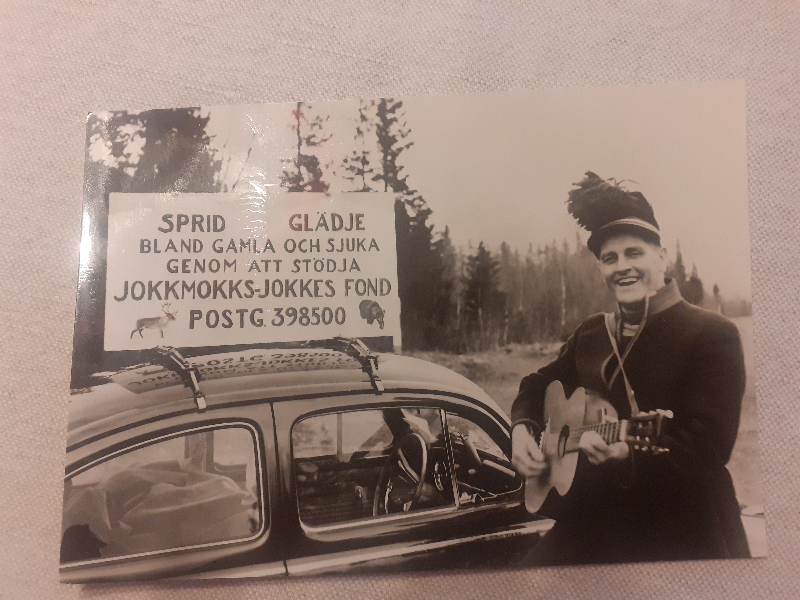 SPRID GLÄDJE
BLAND GAMLA OCH SJUKA
GENOM ATT STÖDJA
JOKKMOKKS-JOKKES FOND
POSTG. 398500